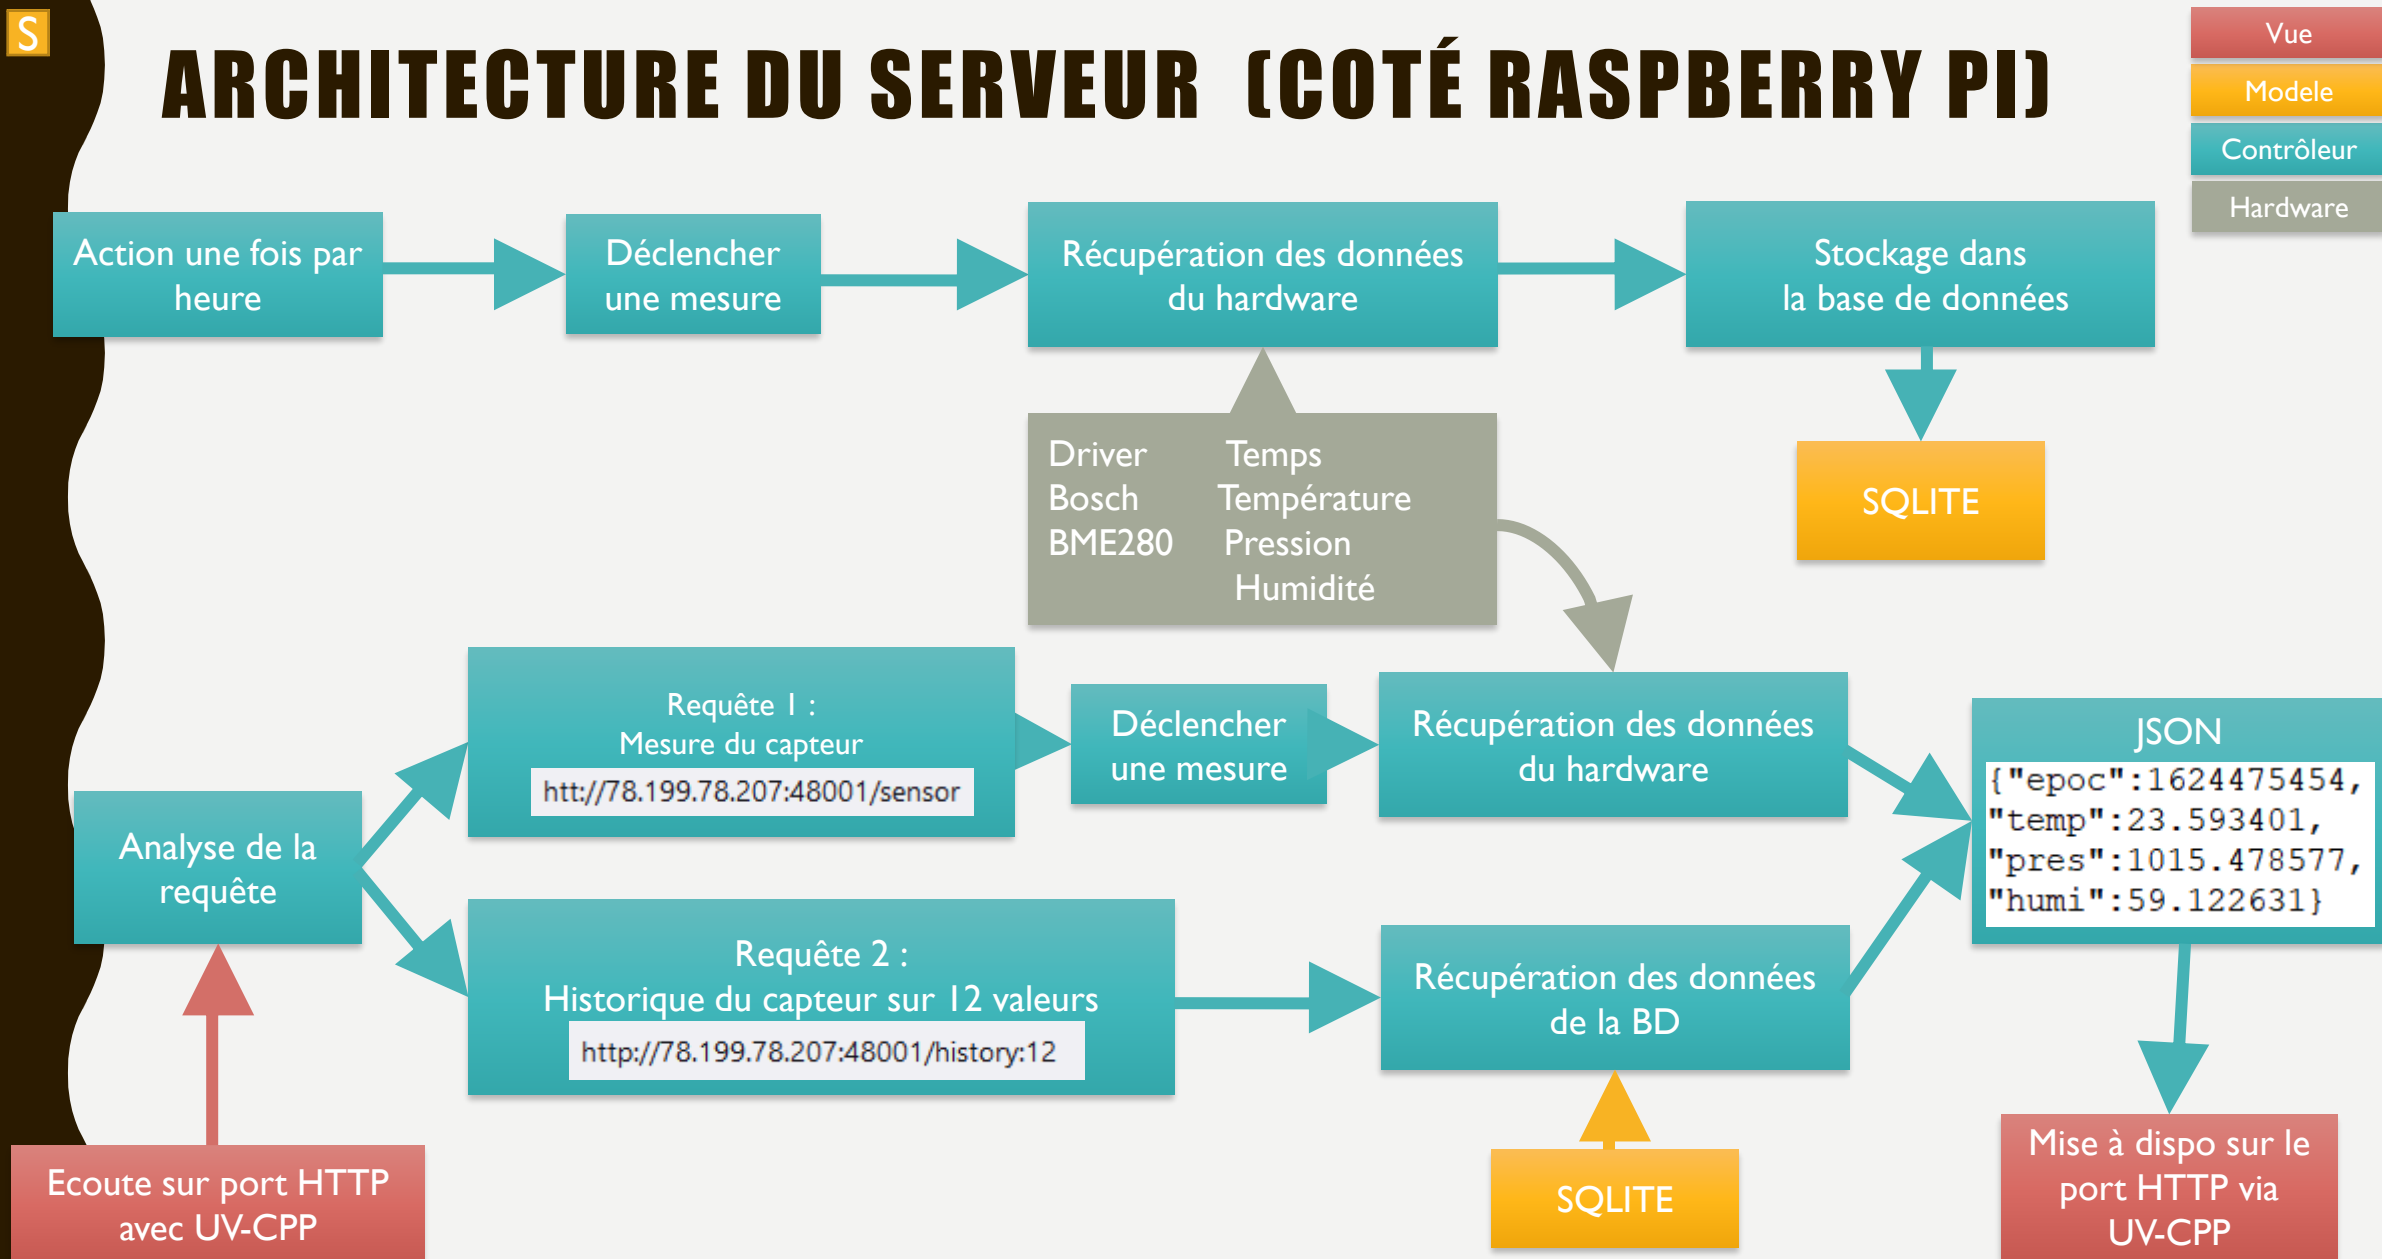 S
ARCHITECTURE DU SERVEUR (COTÉ RASPBERRY PI)
Vue
Modele
Contrôleur
Hardware
Action une fois par
heure
Déclencher
une mesure
Récupération des données
du hardware
Stockage dans
la base de données
Driver Temps
Bosch Température
BME280 Pression
Humidité
SQLITE
Requête 1 :
Mesure du capteur
htt://78.199.78.207:48001/sensor
Déclencher
une mesure
Récupération des données
du hardware
JSON
{"epoc":1624475454,
"temp":23.593401,
"pres":1015.478577,
"humi":59.122631}
Analyse de la
requête
Requête 2 :
Historique du capteur sur 12 valeurs
http://78.199.78.207:48001/history:12
Récupération des données
de la BD
Ecoute sur port HTTP
avec UV-CPP
SQLITE
Mise à dispo sur le
port HTTP via
UV-CPP